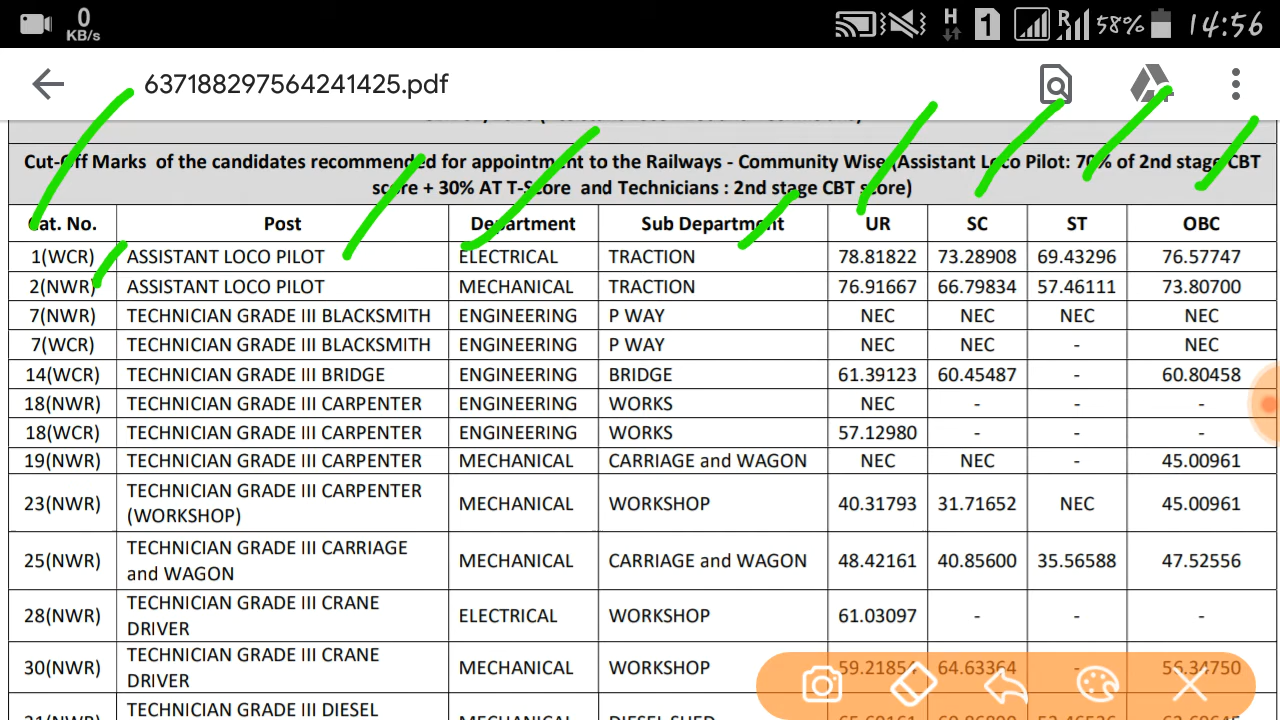 0 KB/s H 1 R 58% 14:56
637188297564241425.pdf
Cut-Off Marks of the candidates recommended for appointment to the Railways - Community Wise (Assistant Loco Pilot: 70% of 2nd stage CBT
score + 30% AT T-Score and Technicians : 2nd stage CBT score)
Cat. No. Post Department Sub Department UR SC ST OBC
1(WCR) ASSISTANT LOCO PILOT ELECTRICAL TRACTION 78.81822 73.28908 69.43296 76.57747
2(NWR) ASSISTANT LOCO PILOT MECHANICAL TRACTION 76.91667 66.79834 57.46111 73.80700
7(NWR) TECHNICIAN GRADE III BLACKSMITH ENGINEERING P WAY NEC NEC NEC NEC
7(WCR) TECHNICIAN GRADE III BLACKSMITH ENGINEERING P WAY NEC NEC - NEC
14(WCR) TECHNICIAN GRADE III BRIDGE ENGINEERING BRIDGE 61.39123 60.45487 - 60.80458
18(NWR) TECHNICIAN GRADE III CARPENTER ENGINEERING WORKS NEC - - -
18(WCR) TECHNICIAN GRADE III CARPENTER ENGINEERING WORKS 57.12980 - - -
19(NWR) TECHNICIAN GRADE III CARPENTER MECHANICAL CARRIAGE and WAGON NEC NEC - 45.00961
23(NWR) TECHNICIAN GRADE III CARPENTER (WORKSHOP) MECHANICAL WORKSHOP 40.31793 31.71652 NEC 45.00961
25(NWR) TECHNICIAN GRADE III CARRIAGE and WAGON MECHANICAL CARRIAGE and WAGON 48.42161 40.85600 35.56588 47.52556
28(NWR) TECHNICIAN GRADE III CRANE DRIVER ELECTRICAL WORKSHOP 61.03097 - - -
30(NWR) TECHNICIAN GRADE III CRANE DRIVER MECHANICAL WORKSHOP 59.21854 64.63364 -
TECHNICIAN GRADE III DIESEL